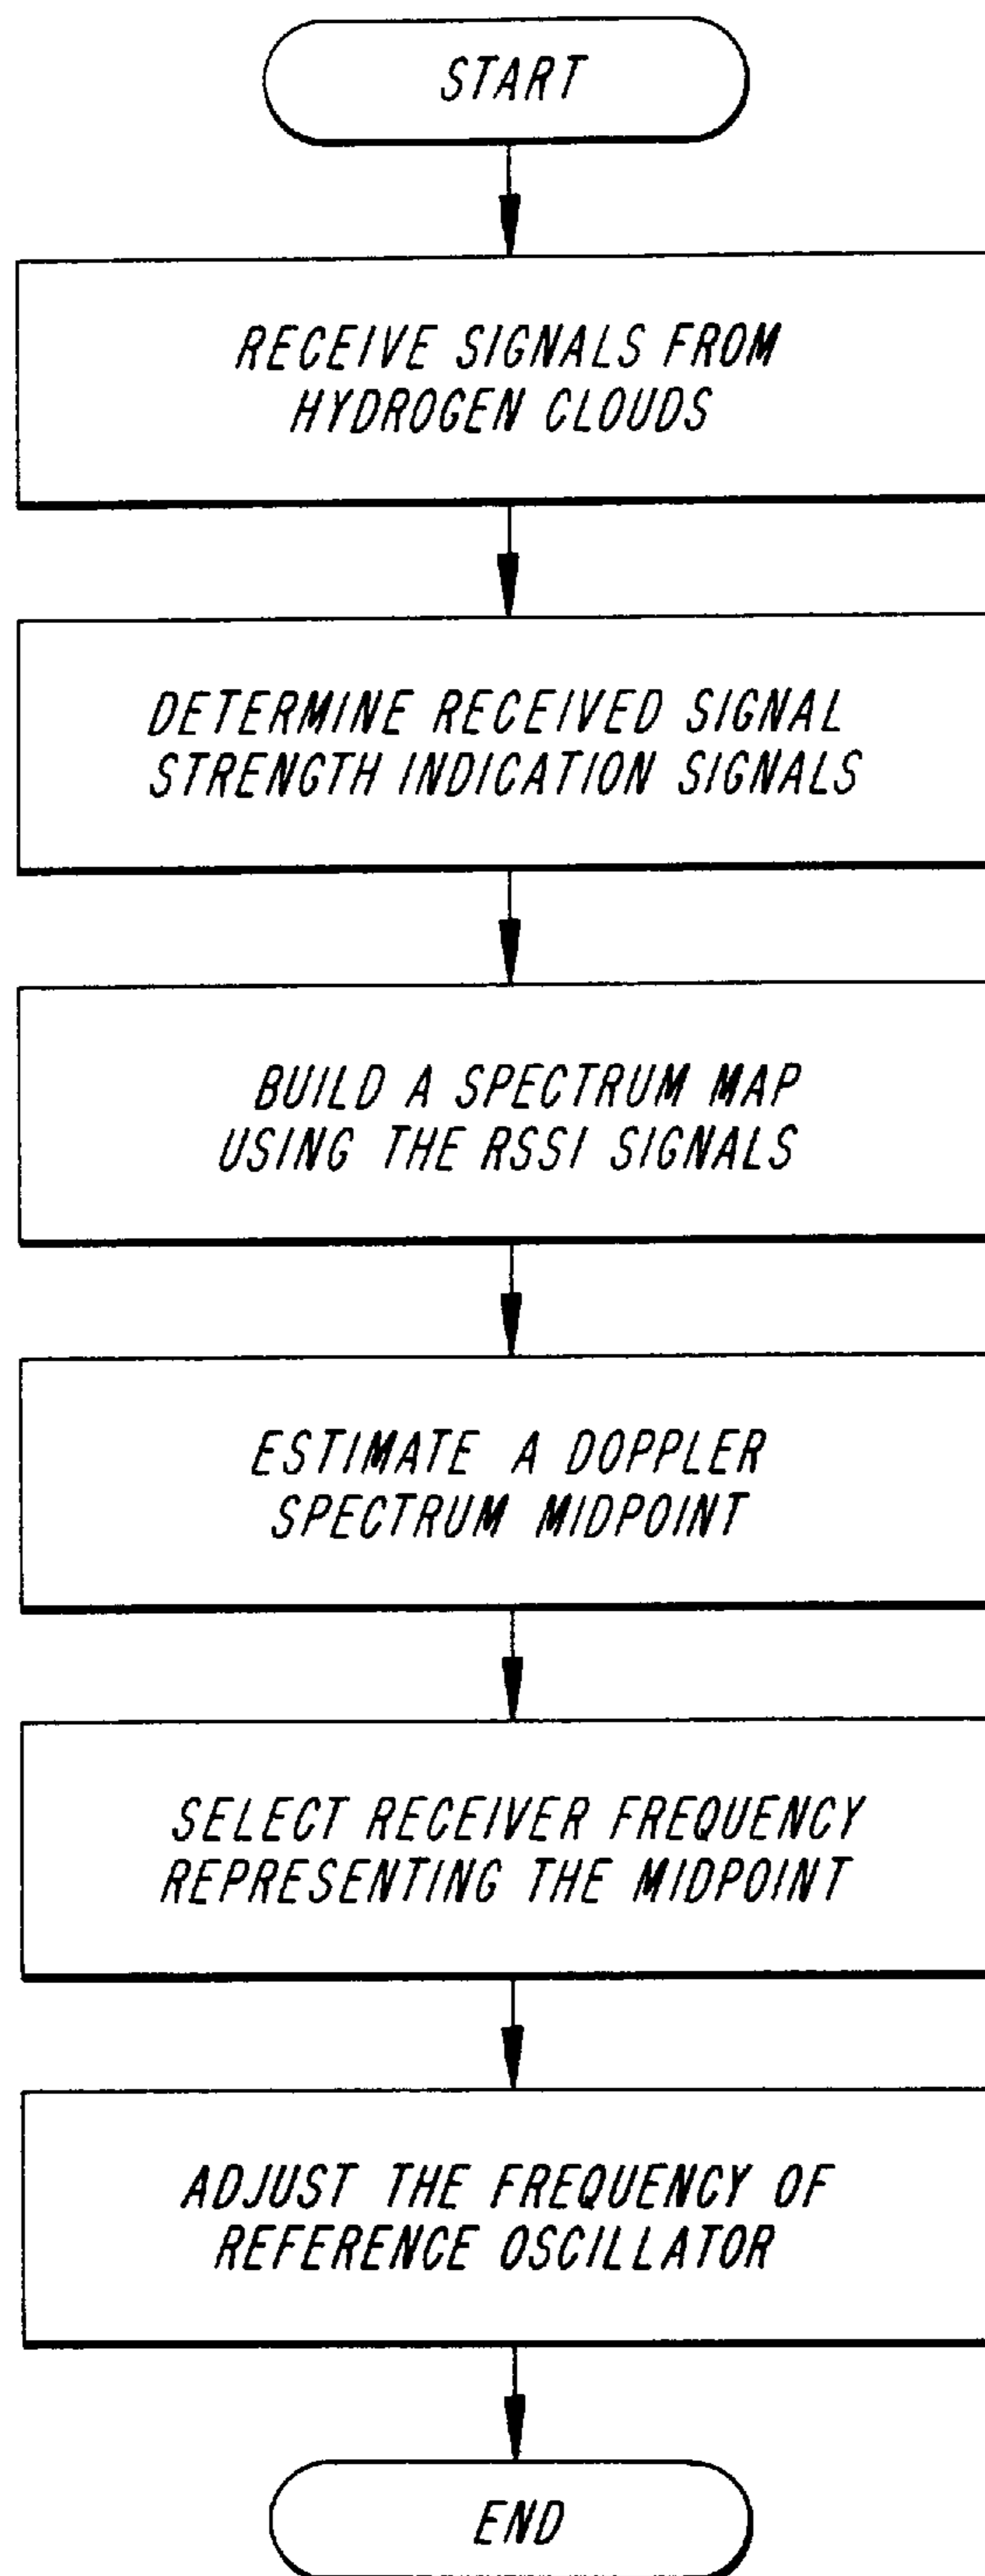 START
RECEIVE SIGNALS FROM
HYDROGEN CLOUDS
DETERMINE RECEIVED SIGNAL
STRENGTH INDICATION SIGNALS
BUILD A SPECTRUM MAP
USING THE RSSI SIGNALS
ESTIMATE A DOPPLER
SPECTRUM MIDPOINT
SELECT RECEIVER FREQUENCY
REPRESENTING THE MIDPOINT
ADJUST THE FREQUENCY OF
REFERENCE OSCILLATOR
END